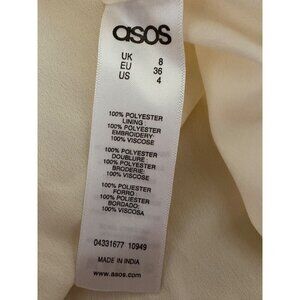 asos
UK 8
EU 36
US 4
100% POLYESTER
LINING :
100% POLYESTER
EMBROIDERY:
100% VISCOSE
100% POLYESTER
DOUBLURE :
100% POLYESTER
BRODERIE:
100% VISCOSE
100% POLIESTER
FORRO :
100% POLIESTER
BORDADO:
100% VISCOSA
04331677 10949
MADE IN INDIA
www.asos.com